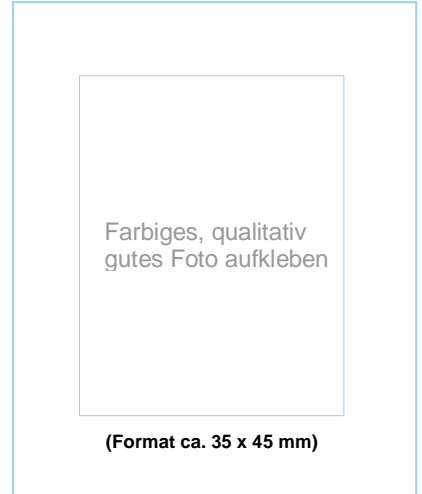 Farbiges, qualitativ
gutes Foto aufkleben
(Format ca. 35 x 45 mm)